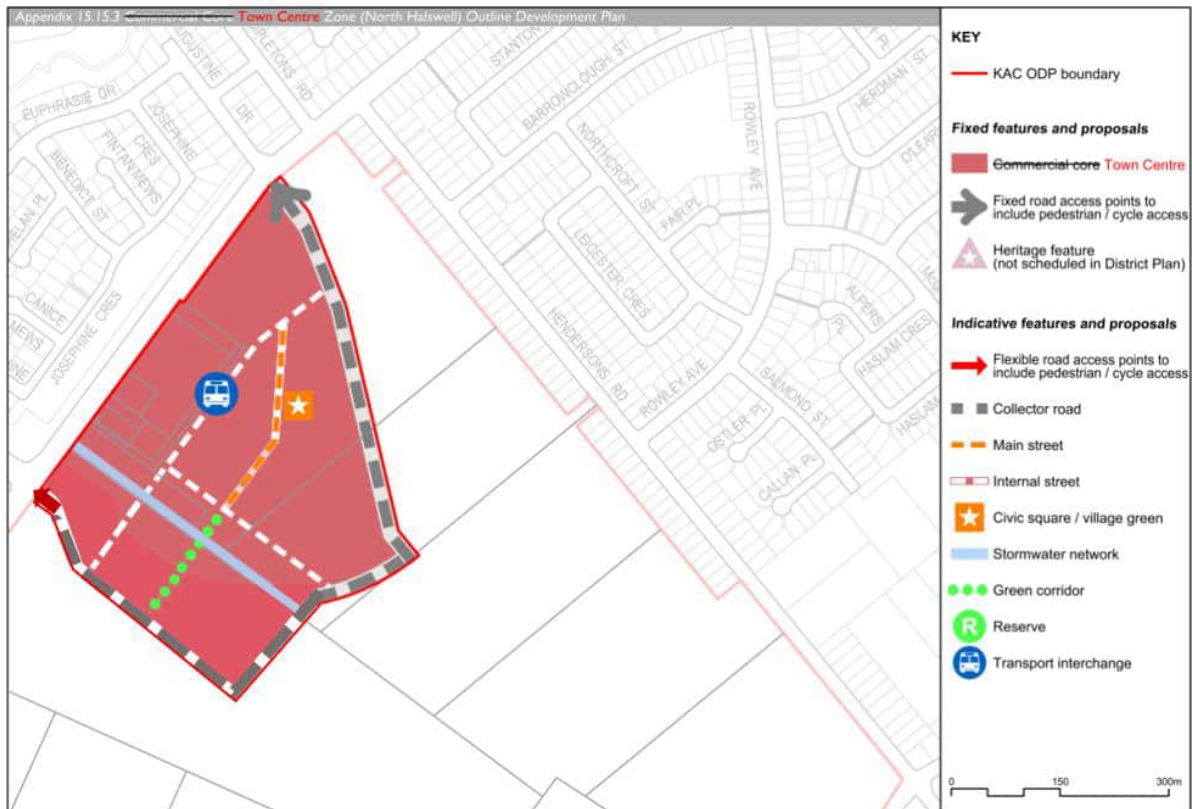 Appendix 15.15.3 Commercial Core Town Centre Zone (North Halswell) Outline Development Plan
EUPHRASIE DR
AUGUSTINE
DR
JOSEPHINE
CRES
FINTAN MEWS
BENEDICT ST
CANICE
MEWS
JOSEPHINE CRES
STANTON
BARRONCLOUGH ST
NORTHCROFT ST
FAIR PL
LEICESTER CRES
ROWLEY AVE
HERDMAN ST
HENDERSONS RD
ROWLEY AVE
ALPERS
PL
HASLAM CRES
HASLAM
SALMOND ST
OSTLER PL
CALLAN PL
KEY
KAC ODP boundary
Fixed features and proposals
Commercial core Town Centre
Fixed road access points to
include pedestrian / cycle access
Heritage feature
(not scheduled in District Plan)
Indicative features and proposals
Flexible road access points to
include pedestrian / cycle access
Collector road
Main street
Internal street
Civic square / village green
Stormwater network
Green corridor
R
Reserve
Transport interchange
0 150 300m